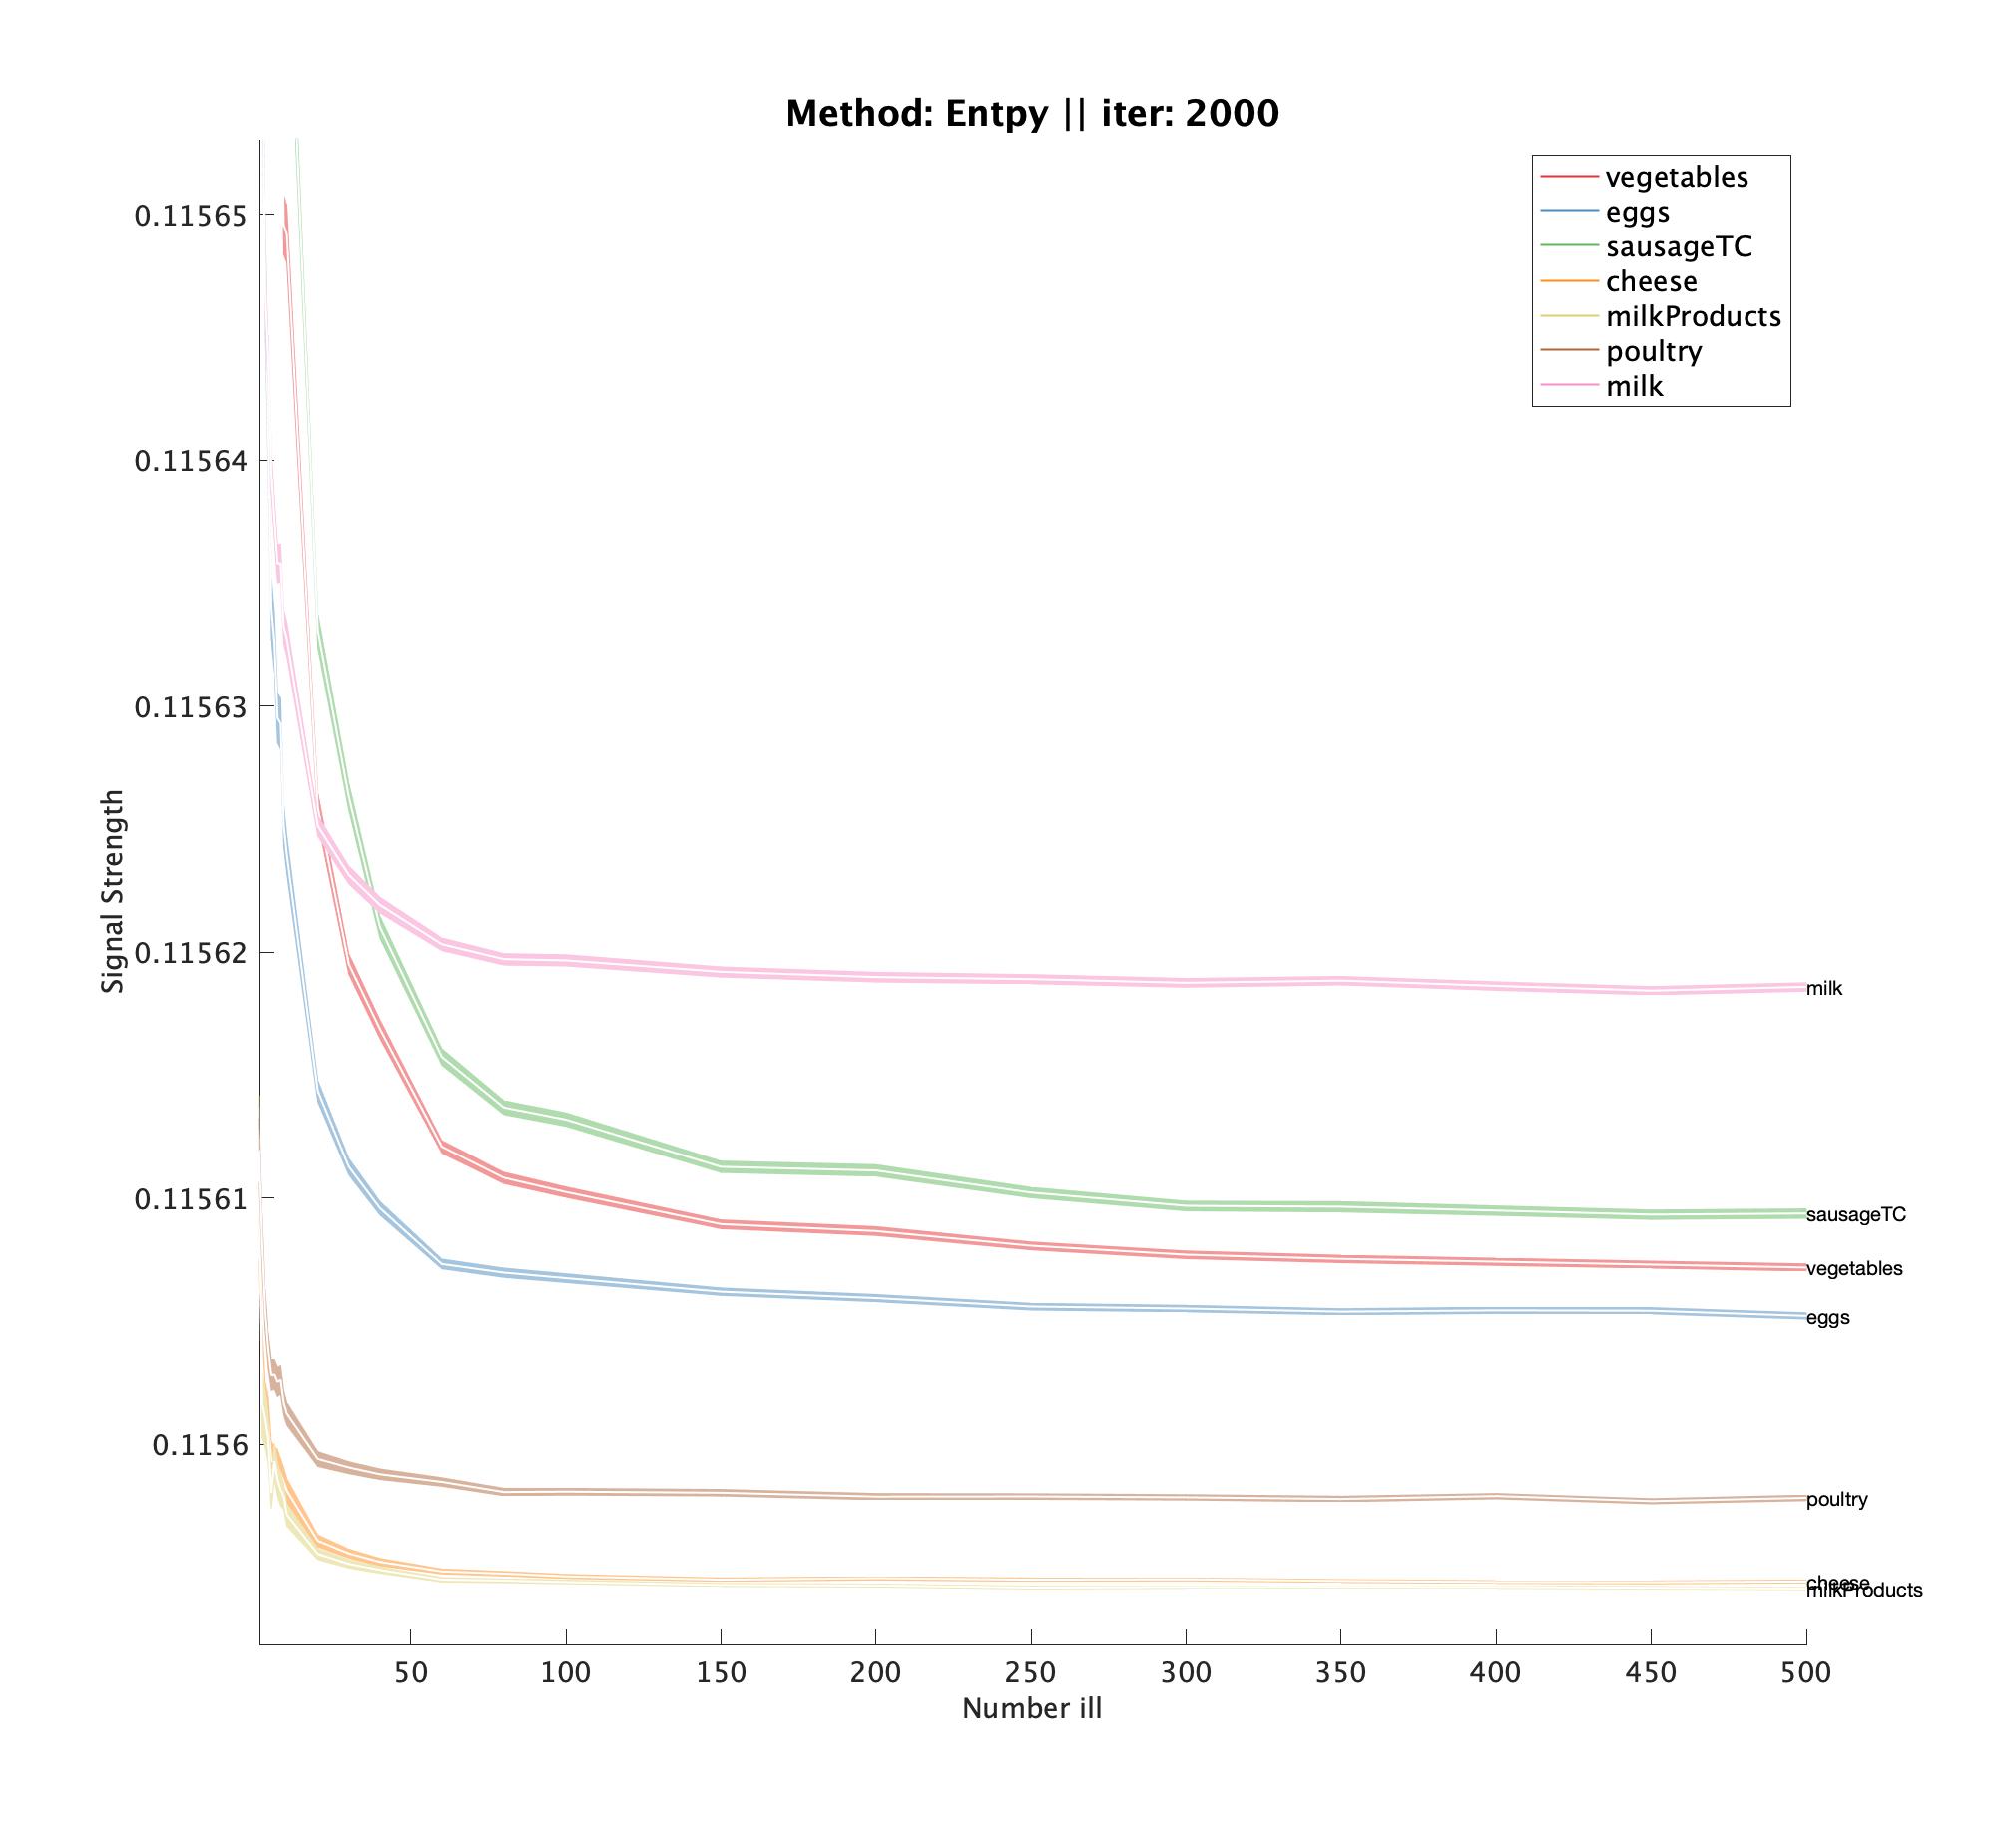 Method: Entpy || iter: 2000
vegetables
eggs
sausageTC
cheese
milkProducts
poultry
milk
0.11565
0.11564
0.11563
0.11562
0.11561
0.1156
Signal Strength
milk
sausageTC
vegetables
eggs
poultry
cheese
milkProducts
50 100 150 200 250 300 350 400 450 500
Number ill